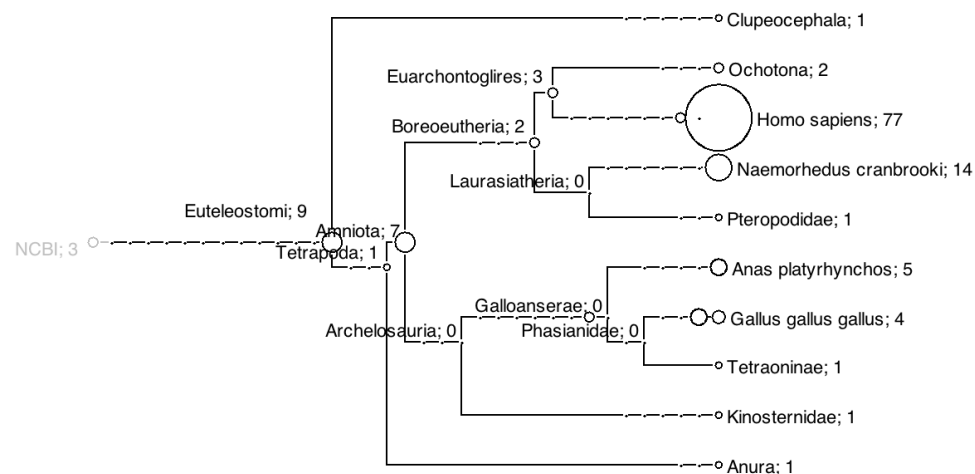 Clupeocephala; 1
Euarchontoglires; 3
Ochotona; 2
Boreoeutheria; 2
Homo sapiens; 77
Laurasiatheria; 0
Naemorhedus cranbrooki; 14
Euteleostomi; 9
Pteropodidae; 1
NCBI; 3
Amniota; 7
Tetrapoda; 1
Anas platyrhynchos; 5
Galloanserae; 0
Archelosauria; 0
Phasianidae; 0
Gallus gallus gallus; 4
Tetraoninae; 1
Kinosternidae; 1
Anura; 1